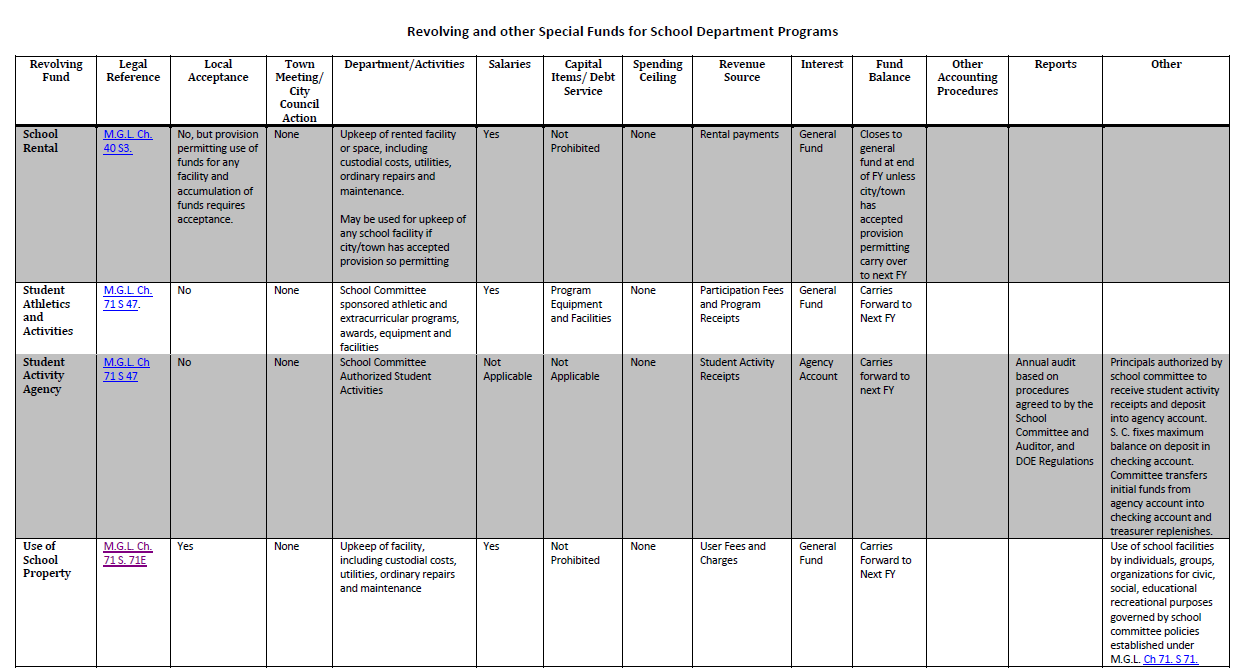 Revolving and other Special Funds for School Department Programs
Revolving
Fund
Legal
Reference
Local
Acceptance
Town
Meeting/
City
Council
Action
Department/Activities
Salaries
Capital
Items/ Debt
Service
Spending
Ceiling
Revenue
Source
Interest
Fund
Balance
Other
Accounting
Procedures
Reports
Other
School
Rental
M.G.L. Ch.
40 S3.
No, but provision
permitting use of
funds for any
facility and
accumulation of
funds requires
acceptance.
None
Upkeep of rented facility
or space, including
custodial costs, utilities,
ordinary repairs and
maintenance.
May be used for upkeep of
any school facility if
city/town has accepted
provision so permitting
Yes
Not
Prohibited
None
Rental payments
General
Fund
Closes to
general
fund at end
of FY unless
city/town
has
accepted
provision
permitting
carry over
to next FY
Student
Athletics
and
Activities
M.G.L. Ch.
71 S 47.
No
None
School Committee
sponsored athletic and
extracurricular programs,
awards, equipment and
facilities
Yes
Program
Equipment
and Facilities
None
Participation Fees
and Program
Receipts
General
Fund
Carries
Forward to
Next FY
Student
Activity
Agency
M.G.L. Ch
71 S 47
No
None
School Committee
Authorized Student
Activities
Not
Applicable
Not
Applicable
None
Student Activity
Receipts
Agency
Account
Carries
forward to
next FY
Annual audit
based on
procedures
agreed to by the
School
Committee and
Auditor, and
DOE Regulations
Principals authorized by
school committee to
receive student activity
receipts and deposit
into agency account.
S. C. fixes maximum
balance on deposit in
checking account.
Committee transfers
initial funds from
agency account into
checking account and
treasurer replenishes.
Use of
School
Property
M.G.L. Ch.
71 S. 71E
Yes
None
Upkeep of facility,
including custodial costs,
utilities, ordinary repairs
and maintenance
Yes
Not
Prohibited
None
User Fees and
Charges
General
Fund
Carries
Forward to
Next FY
Use of school facilities
by individuals, groups,
organizations for civic,
social, educational
recreational purposes
governed by school
committee policies
established under
M.G.L. Ch 71. S 71.